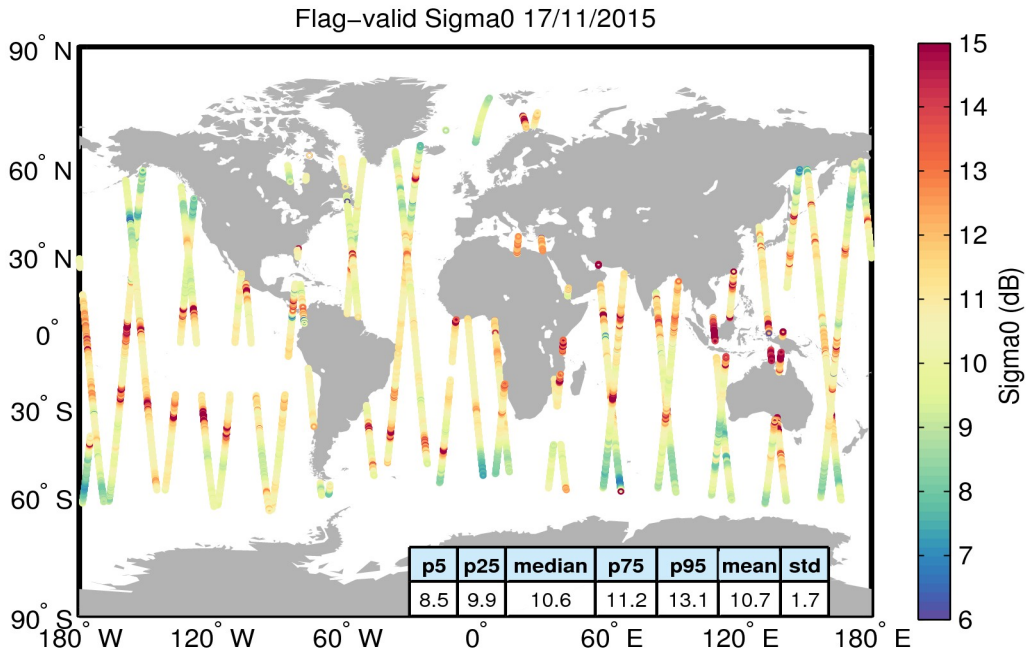 Flag−valid Sigma0 17/11/2015
90° N
60° N
30° N
0°
30° S
60° S
90° S
180° W 120° W 60° W 0° 60° E 120° E 180° E
p5 p25 median p75 p95 mean std
8.5 9.9 10.6 11.2 13.1 10.7 1.7
15
14
13
12
11
10
9
8
7
6
Sigma0 (dB)